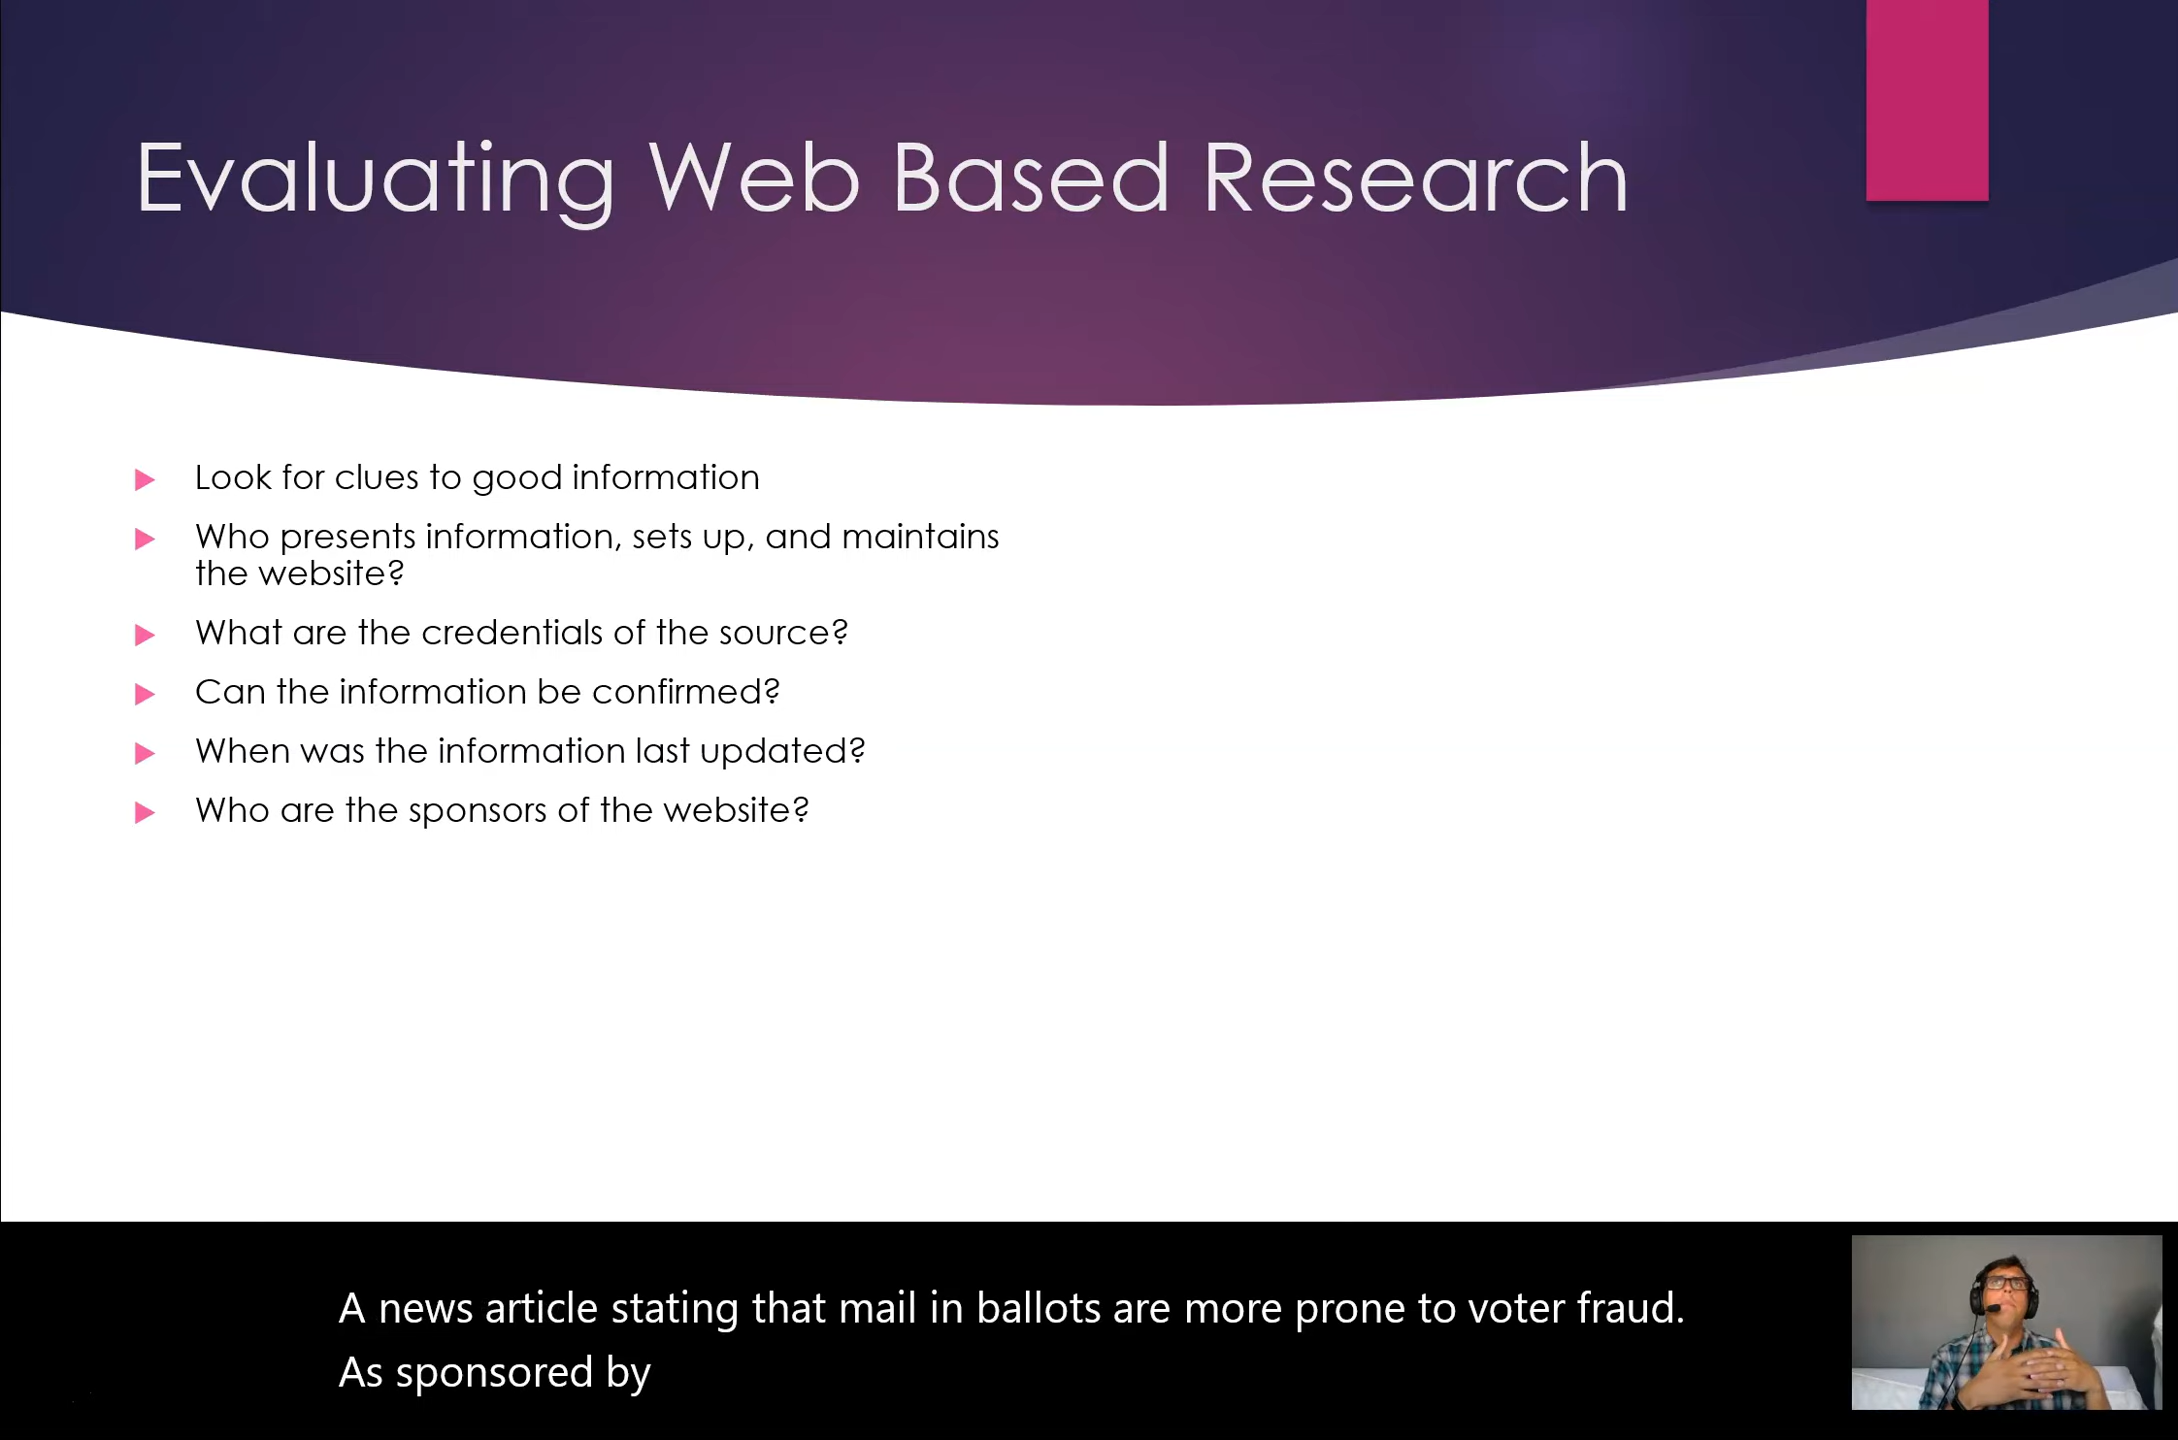 Evaluating Web Based Research
Look for clues to good information
Who presents information, sets up, and maintains
the website?
What are the credentials of the source?
Can the information be confirmed?
When was the information last updated?
Who are the sponsors of the website?
A news article stating that mail in ballots are more prone to voter fraud.
As sponsored by